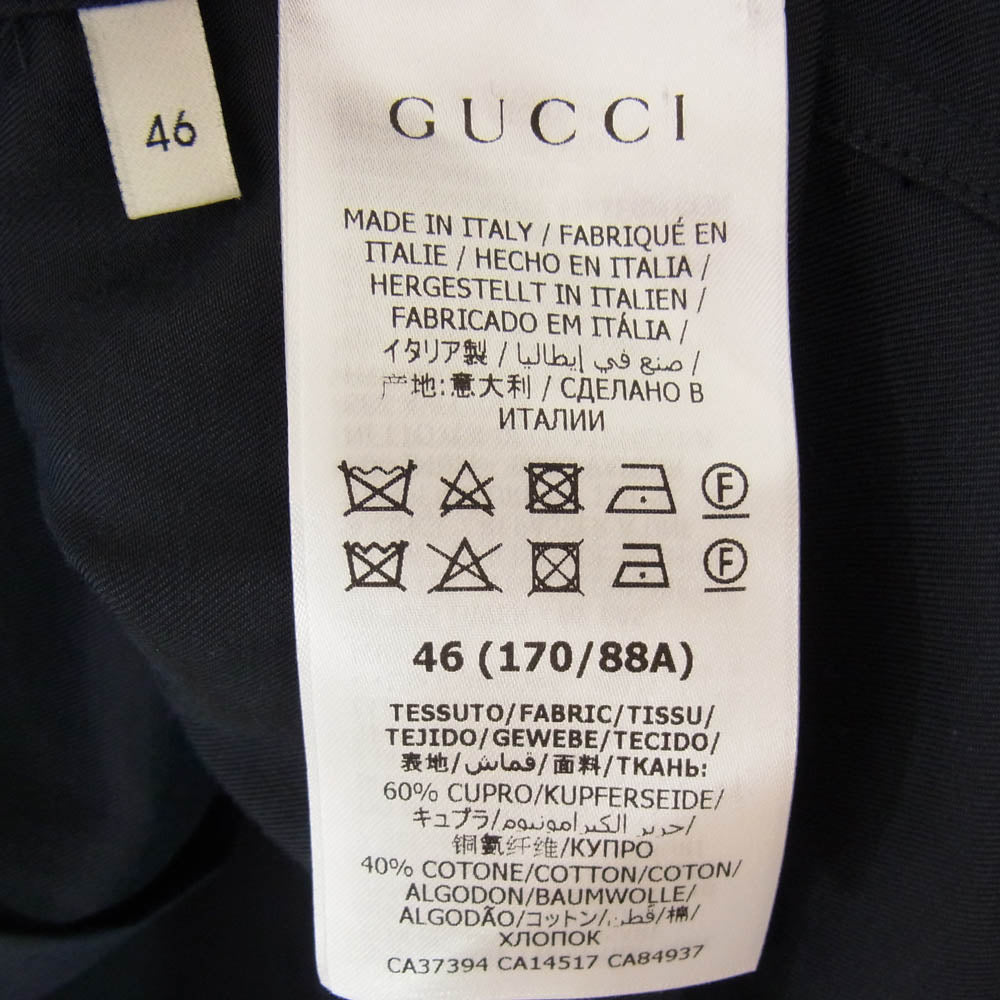 46
GUCCI
MADE IN ITALY / FABRIQUÉ EN
ITALIE / HECHO EN ITALIA /
HERGESTELLT IN ITALIEN /
FABRICADO EM ITÁLIA /
イタリア製 / صنع في إيطاليا /
产地:意大利 / СДЕЛАНО В
ИТАЛИИ
F
F
46 (170/88A)
TESSUTO/FABRIC/TISSU/
TEJIDO/GEWEBE/TECIDO/
表地/قماش/面料/ТКАНЬ:
60% CUPRO/KUPFERSEIDE/
キュプラ/حرير الكبرامونيوم/
铜氨纤维/КУПРО
40% COTONE/COTTON/COTON/
ALGODON/BAUMWOLLE/
ALGODÃO/コットン/قطن/棉/
ХЛОПОК
CA37394 CA14517 CA84937